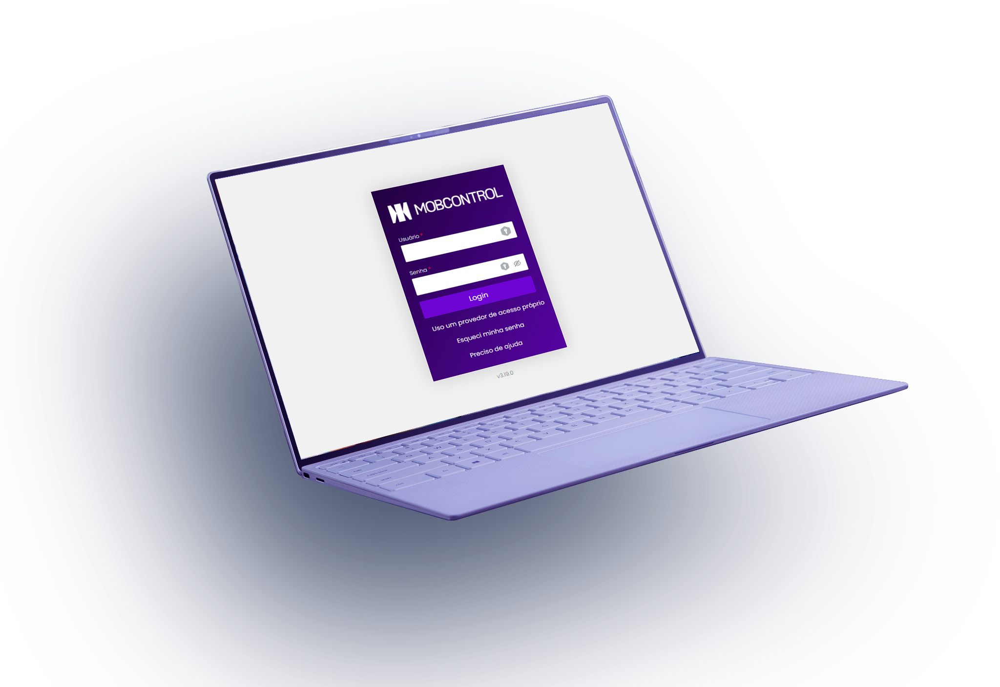 MOBCONTROL
Usuário *
Senha *
Login
Uso um provedor de acesso próprio
Esqueci minha senha
Preciso de ajuda
v3.19.0